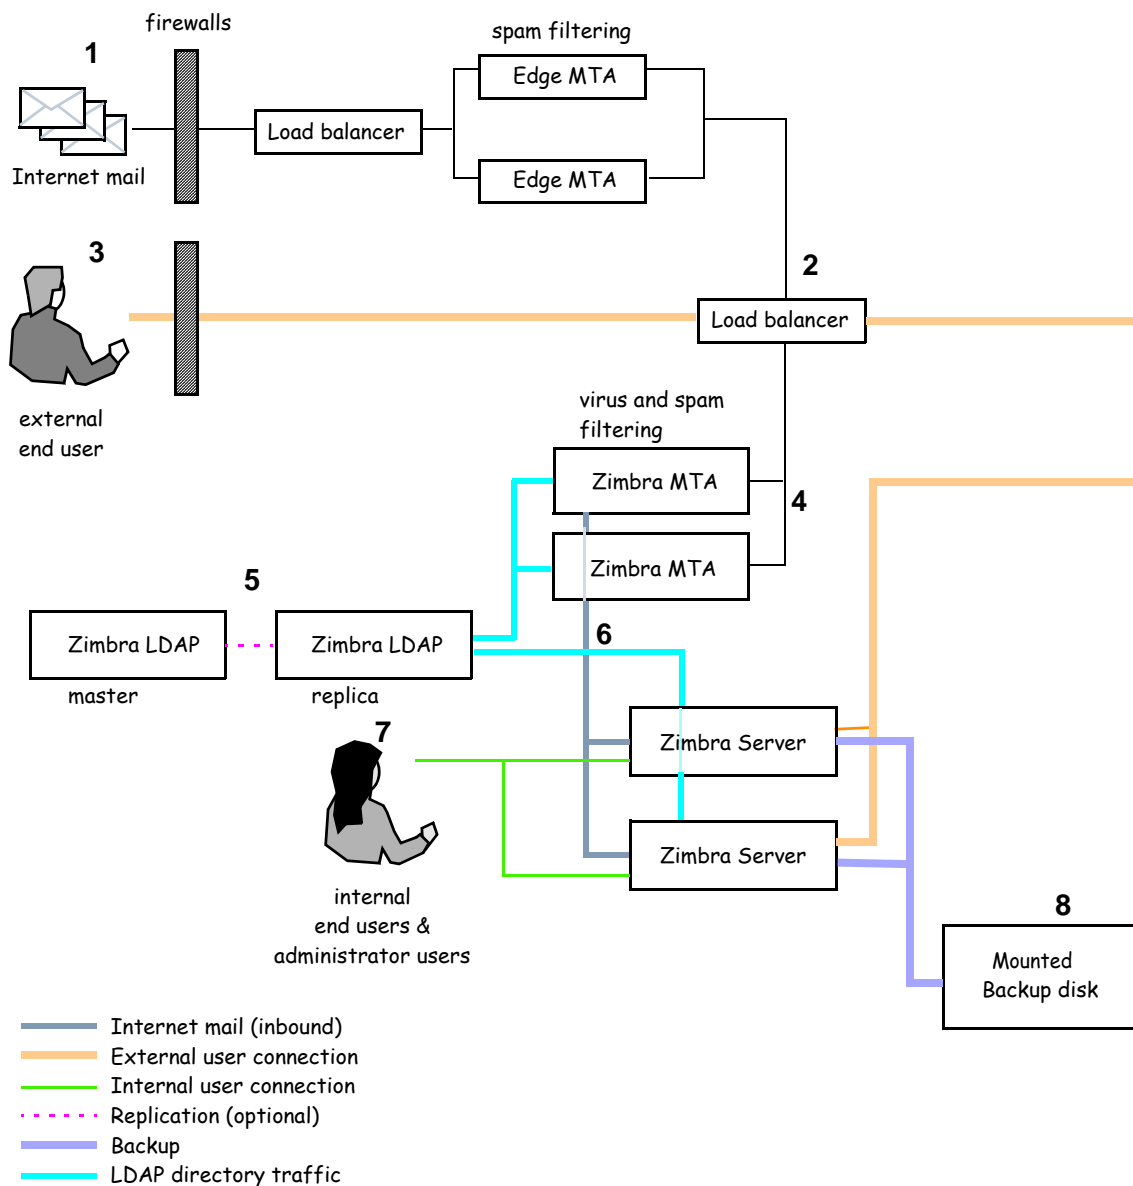 firewalls
1
spam filtering
Edge MTA
Load balancer
Internet mail
Edge MTA
3
2
Load balancer
external
end user
virus and spam
filtering
Zimbra MTA
4
Zimbra MTA
5
6
Zimbra LDAP
Zimbra LDAP
master
replica
7
Zimbra Server
Zimbra Server
internal
end users &
administrator users
8
Mounted
Backup disk
Internet mail (inbound)
External user connection
Internal user connection
Replication (optional)
Backup
LDAP directory traffic